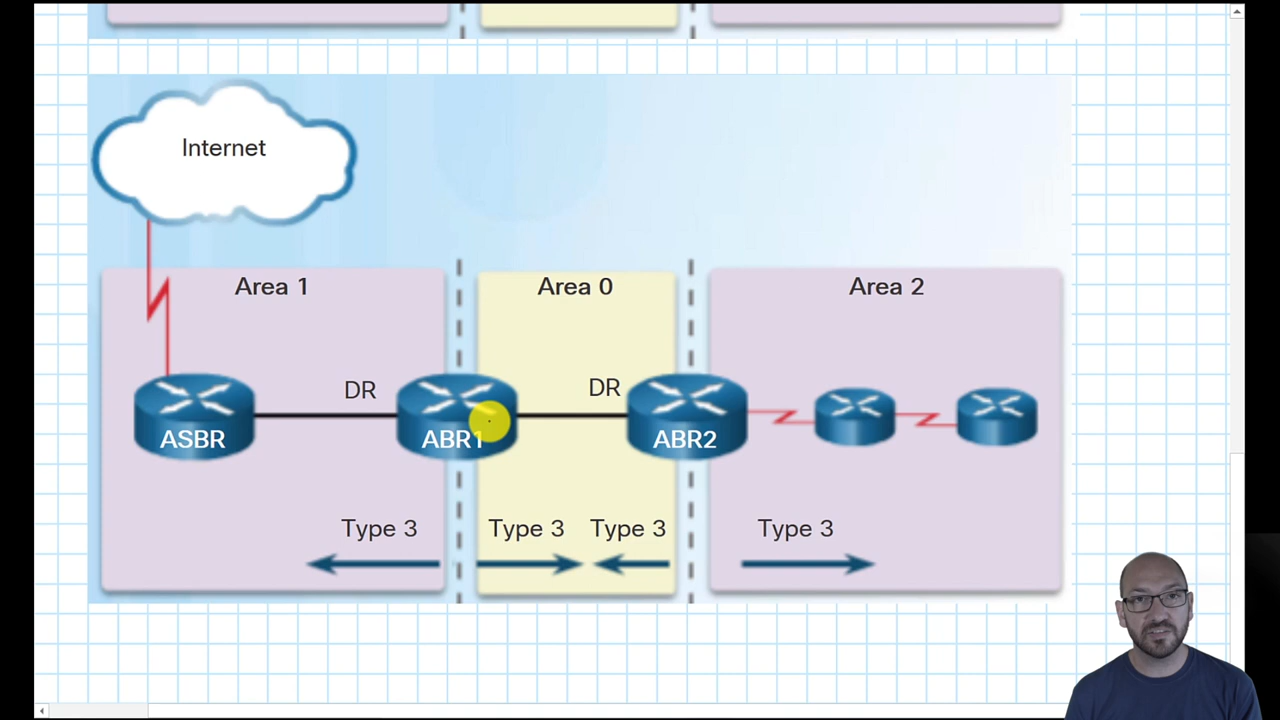 Internet
Area 1
Area 0
Area 2
DR
DR
ASBR
ABR1
ABR2
Type 3
Type 3
Type 3
Type 3